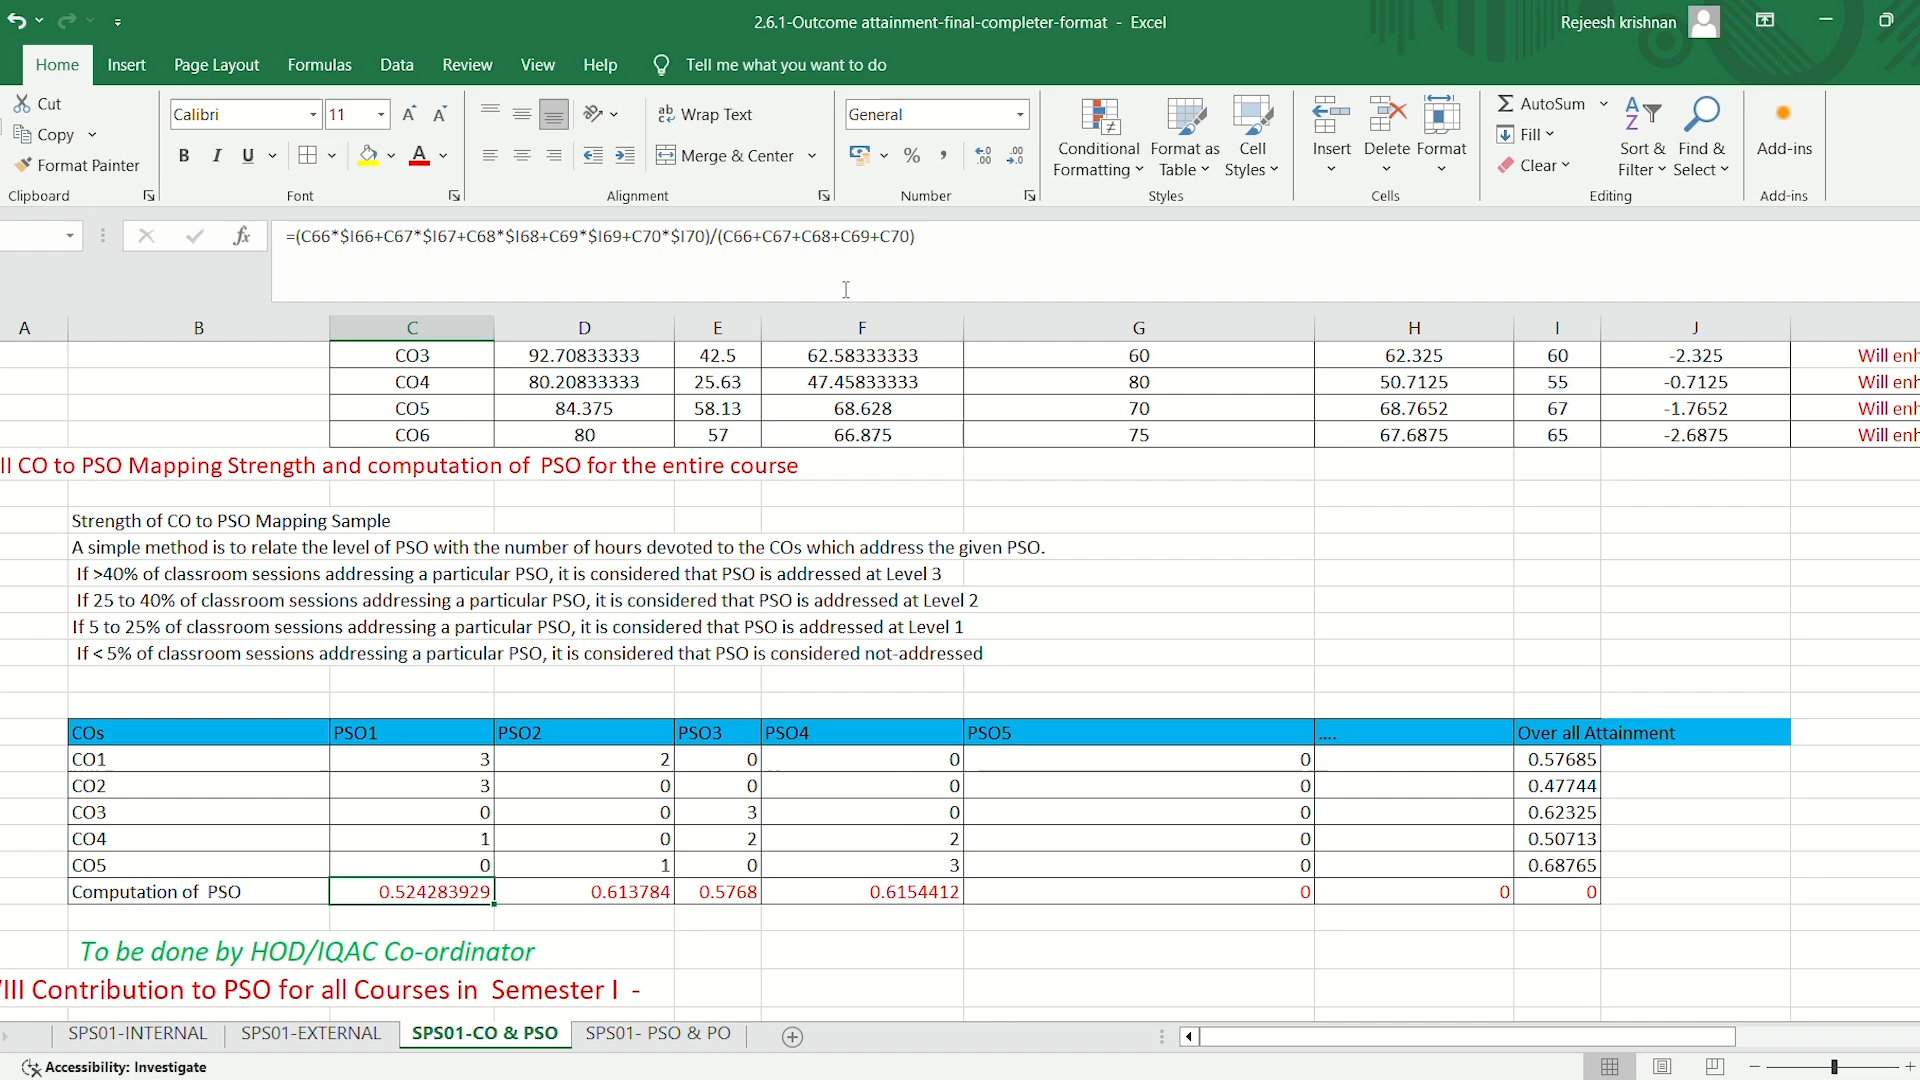 2.6.1-Outcome attainment-final-completer-format - Excel
Rejeesh krishnan
Home Insert Page Layout Formulas Data Review View Help Tell me what you want to do
Cut
Copy
Format Painter
Clipboard
Calibri 11
B I U
Font
Wrap Text
Merge & Center
Alignment
General
Number
Conditional Formatting
Format as Table
Cell Styles
Styles
Insert Delete Format
Cells
AutoSum
Fill
Clear
Sort & Filter
Find & Select
Editing
Add-ins
Add-ins
fx =(C66*$I66+C67*$I67+C68*$I68+C69*$I69+C70*$I70)/(C66+C67+C68+C69+C70)
A B C D E F G H I J
CO3 92.70833333 42.5 62.58333333 60 62.325 60 -2.325 Will enh
CO4 80.20833333 25.63 47.45833333 80 50.7125 55 -0.7125 Will enh
CO5 84.375 58.13 68.628 70 68.7652 67 -1.7652 Will enh
CO6 80 57 66.875 75 67.6875 65 -2.6875 Will enh
II CO to PSO Mapping Strength and computation of PSO for the entire course
Strength of CO to PSO Mapping Sample
A simple method is to relate the level of PSO with the number of hours devoted to the COs which address the given PSO.
If >40% of classroom sessions addressing a particular PSO, it is considered that PSO is addressed at Level 3
If 25 to 40% of classroom sessions addressing a particular PSO, it is considered that PSO is addressed at Level 2
If 5 to 25% of classroom sessions addressing a particular PSO, it is considered that PSO is addressed at Level 1
If < 5% of classroom sessions addressing a particular PSO, it is considered that PSO is considered not-addressed
COs PSO1 PSO2 PSO3 PSO4 PSO5 .... Over all Attainment
CO1 3 2 0 0 0 0.57685
CO2 3 0 0 0 0 0.47744
CO3 0 0 3 0 0 0.62325
CO4 1 0 2 2 0 0.50713
CO5 0 1 0 3 0 0.68765
Computation of PSO 0.524283929 0.613784 0.5768 0.6154412 0 0 0
To be done by HOD/IQAC Co-ordinator
III Contribution to PSO for all Courses in Semester I -
SPS01-INTERNAL SPS01-EXTERNAL SPS01-CO & PSO SPS01- PSO & PO
Accessibility: Investigate